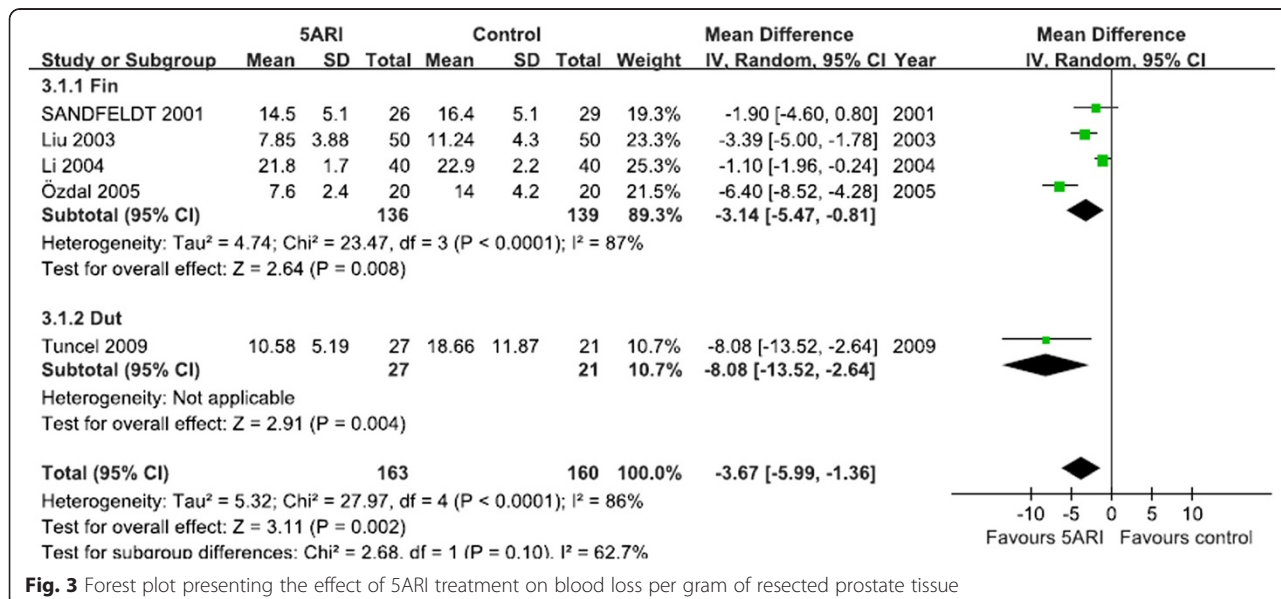 5ARI Control Mean Difference Mean Difference
Study or Subgroup Mean SD Total Mean SD Total Weight IV, Random, 95% CI Year IV, Random, 95% CI
3.1.1 Fin
SANDFELDT 2001 14.5 5.1 26 16.4 5.1 29 19.3% -1.90 [-4.60, 0.80] 2001
Liu 2003 7.85 3.88 50 11.24 4.3 50 23.3% -3.39 [-5.00, -1.78] 2003
Li 2004 21.8 1.7 40 22.9 2.2 40 25.3% -1.10 [-1.96, -0.24] 2004
Özdal 2005 7.6 2.4 20 14 4.2 20 21.5% -6.40 [-8.52, -4.28] 2005
Subtotal (95% CI) 136 139 89.3% -3.14 [-5.47, -0.81]
Heterogeneity: Tau² = 4.74; Chi² = 23.47, df = 3 (P < 0.0001); I² = 87%
Test for overall effect: Z = 2.64 (P = 0.008)
3.1.2 Dut
Tuncel 2009 10.58 5.19 27 18.66 11.87 21 10.7% -8.08 [-13.52, -2.64] 2009
Subtotal (95% CI) 27 21 10.7% -8.08 [-13.52, -2.64]
Heterogeneity: Not applicable
Test for overall effect: Z = 2.91 (P = 0.004)
Total (95% CI) 163 160 100.0% -3.67 [-5.99, -1.36]
Heterogeneity: Tau² = 5.32; Chi² = 27.97, df = 4 (P < 0.0001); I² = 86%
Test for overall effect: Z = 3.11 (P = 0.002)
Test for subgroup differences: Chi² = 2.68, df = 1 (P = 0.10), I² = 62.7%
-10 -5 0 5 10
Favours 5ARI Favours control
Fig. 3 Forest plot presenting the effect of 5ARI treatment on blood loss per gram of resected prostate tissue